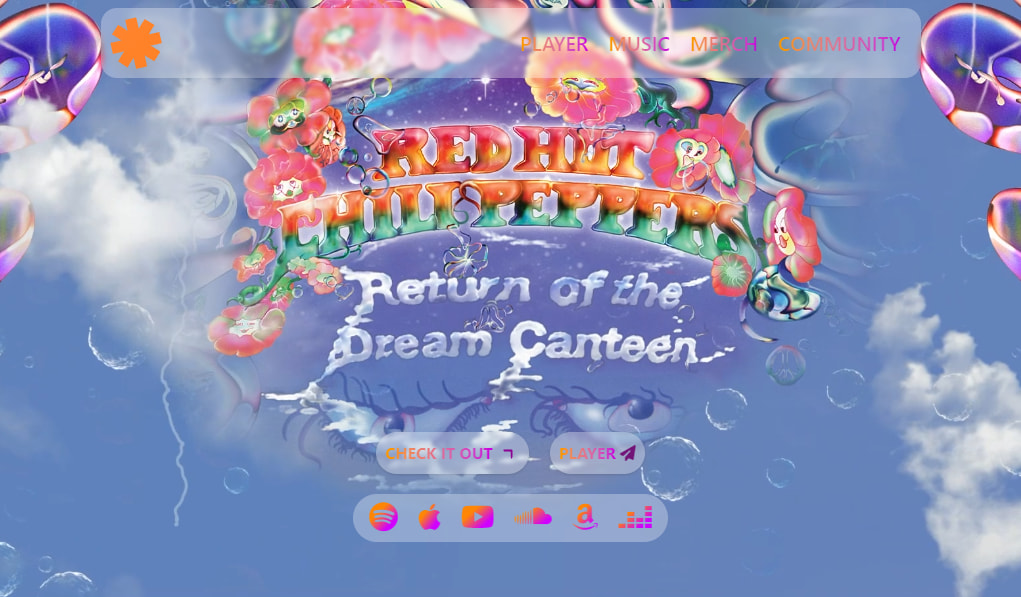 PLAYER MUSIC MERCH COMMUNITY
RED HOT
CHILI PEPPERS
Return of the
Dream Canteen
CHECK IT OUT
PLAYER